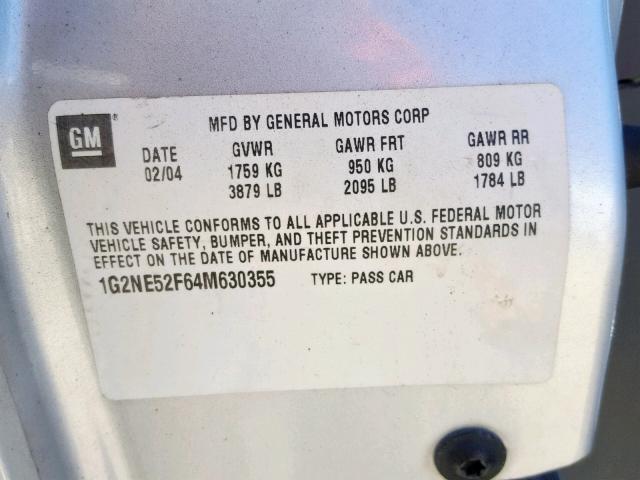 GM®
MFD BY GENERAL MOTORS CORP
DATE GVWR GAWR FRT GAWR RR
02/04 1759 KG 950 KG 809 KG
3879 LB 2095 LB 1784 LB
THIS VEHICLE CONFORMS TO ALL APPLICABLE U.S. FEDERAL MOTOR
VEHICLE SAFETY, BUMPER, AND THEFT PREVENTION STANDARDS IN
EFFECT ON THE DATE OF MANUFACTURE SHOWN ABOVE.
1G2NE52F64M630355 TYPE: PASS CAR